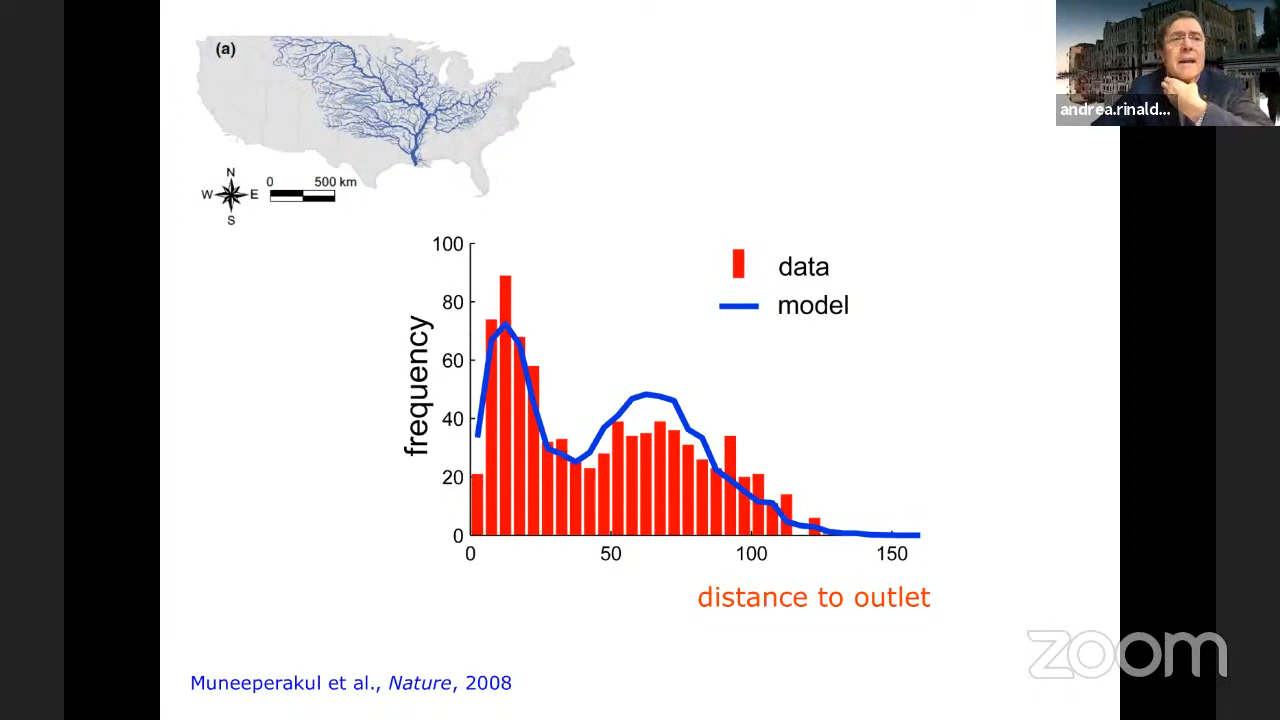 (a)
N
W E
S
0 500 km
andrea.rinald...
100
80
60
40
20
0
frequency
data
model
0 50 100 150
distance to outlet
Muneeperakul et al., Nature, 2008
zoom